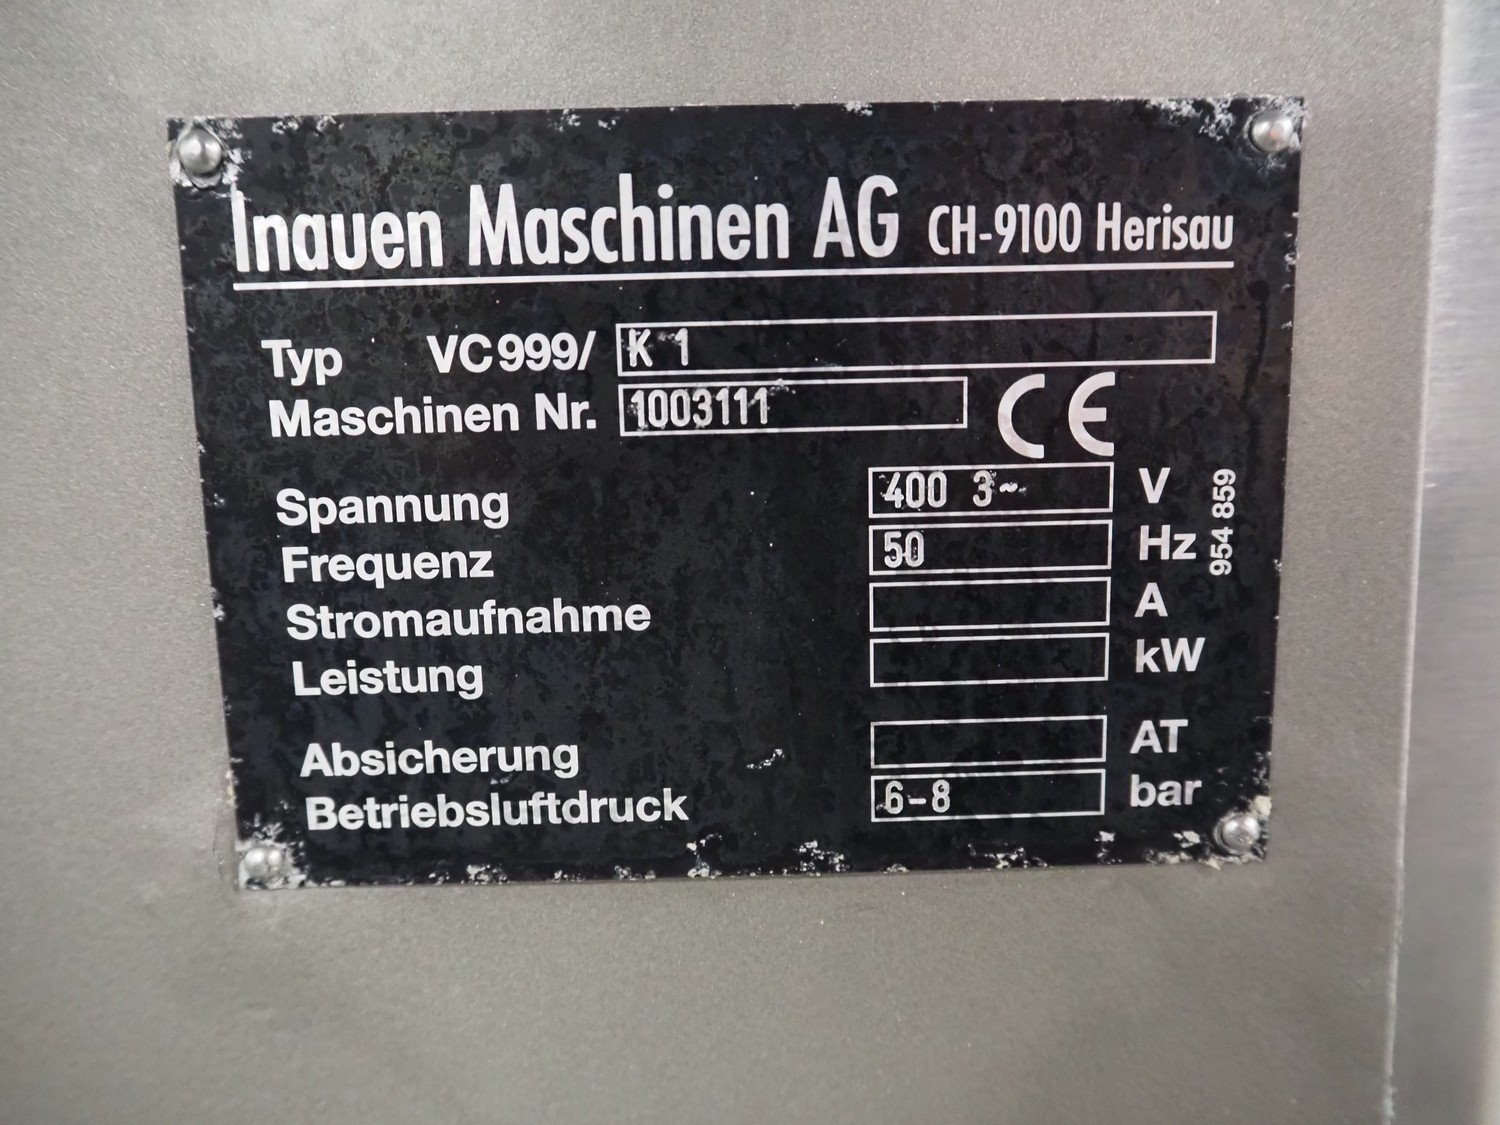 Inauen Maschinen AG CH-9100 Herisau
Typ VC999/ K 1
Maschinen Nr. 1003111 CE
Spannung 400 3~ V
Frequenz 50 Hz
Stromaufnahme A
Leistung kW
Absicherung AT
Betriebsluftdruck 6-8 bar
954 859